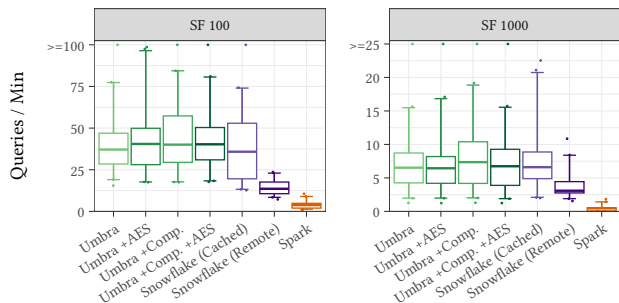 SF 100
SF 1000
Queries / Min
>=100
75
50
25
0
>=25
20
15
10
5
0
Umbra
Umbra +AES
Umbra +Comp.
Umbra +Comp. +AES
Snowflake (Cached)
Snowflake (Remote)
Spark
Umbra
Umbra +AES
Umbra +Comp.
Umbra +Comp. +AES
Snowflake (Cached)
Snowflake (Remote)
Spark